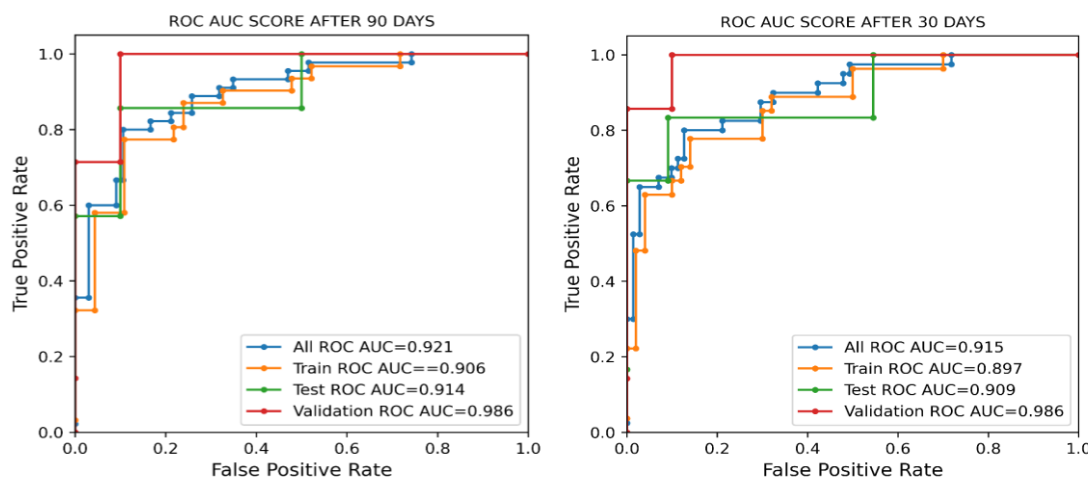 ROC AUC SCORE AFTER 90 DAYS
True Positive Rate
1.0
0.8
0.6
0.4
0.2
0.0
All ROC AUC=0.921
Train ROC AUC==0.906
Test ROC AUC=0.914
Validation ROC AUC=0.986
0.0 0.2 0.4 0.6 0.8 1.0
False Positive Rate
ROC AUC SCORE AFTER 30 DAYS
True Positive Rate
1.0
0.8
0.6
0.4
0.2
0.0
All ROC AUC=0.915
Train ROC AUC=0.897
Test ROC AUC=0.909
Validation ROC AUC=0.986
0.0 0.2 0.4 0.6 0.8 1.0
False Positive Rate